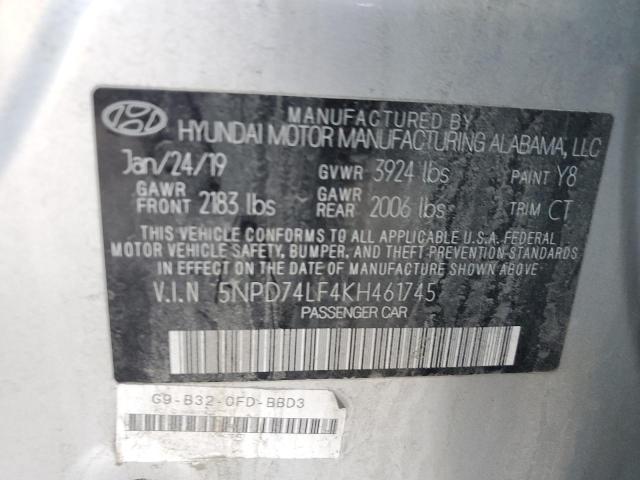 MANUFACTURED BY
HYUNDAI MOTOR MANUFACTURING ALABAMA, LLC
Jan/24/19 GVWR 3924 lbs PAINT Y8
GAWR FRONT 2183 lbs GAWR REAR 2006 lbs TRIM CT
THIS VEHICLE CONFORMS TO ALL APPLICABLE U.S.A. FEDERAL
MOTOR VEHICLE SAFETY, BUMPER, AND THEFT PREVENTION
STANDARDS IN EFFECT ON THE DATE OF MANUFACTURE SHOWN ABOVE.
V.I.N 5NPD74LF4KH461745
PASSENGER CAR
G9-B32-CFD-BBD3